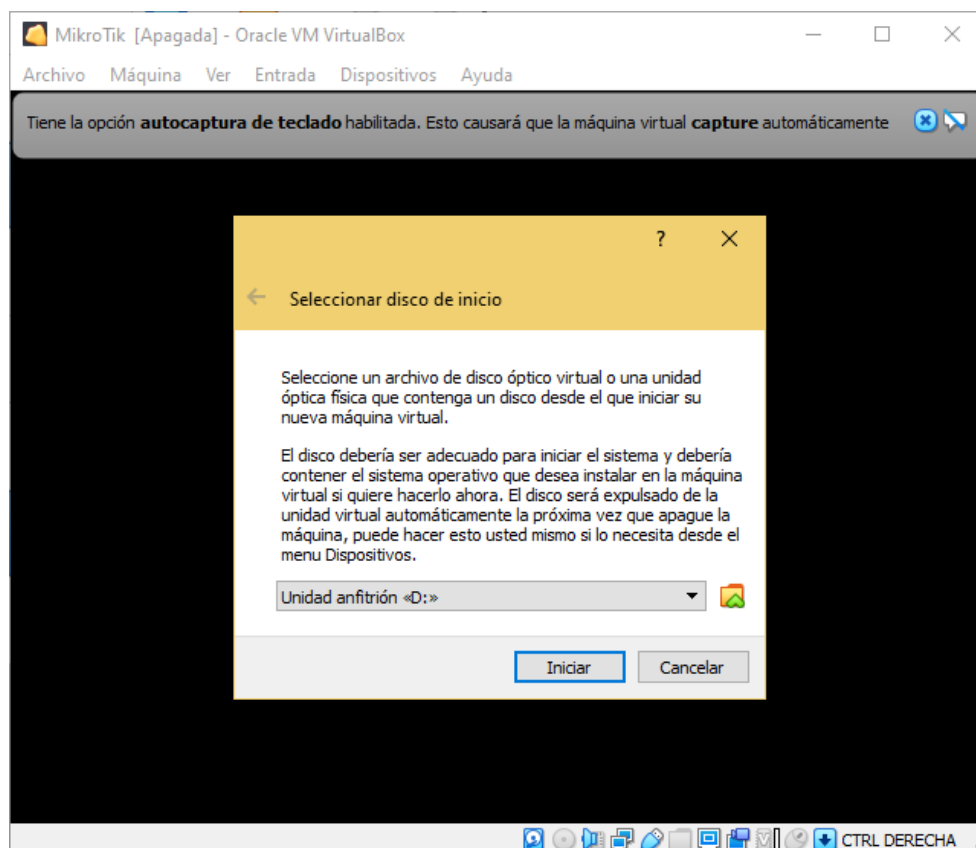 MikroTik [Apagada] - Oracle VM VirtualBox
Archivo Máquina Ver Entrada Dispositivos Ayuda
Tiene la opción autocaptura de teclado habilitada. Esto causará que la máquina virtual capture automáticamente
?
Seleccionar disco de inicio
Seleccione un archivo de disco óptico virtual o una unidad
óptica física que contenga un disco desde el que iniciar su
nueva máquina virtual.
El disco debería ser adecuado para iniciar el sistema y debería
contener el sistema operativo que desea instalar en la máquina
virtual si quiere hacerlo ahora. El disco será expulsado de la
unidad virtual automáticamente la próxima vez que apague la
máquina, puede hacer esto usted mismo si lo necesita desde el
menu Dispositivos.
Unidad anfitrión «D:»
Iniciar Cancelar
CTRL DERECHA